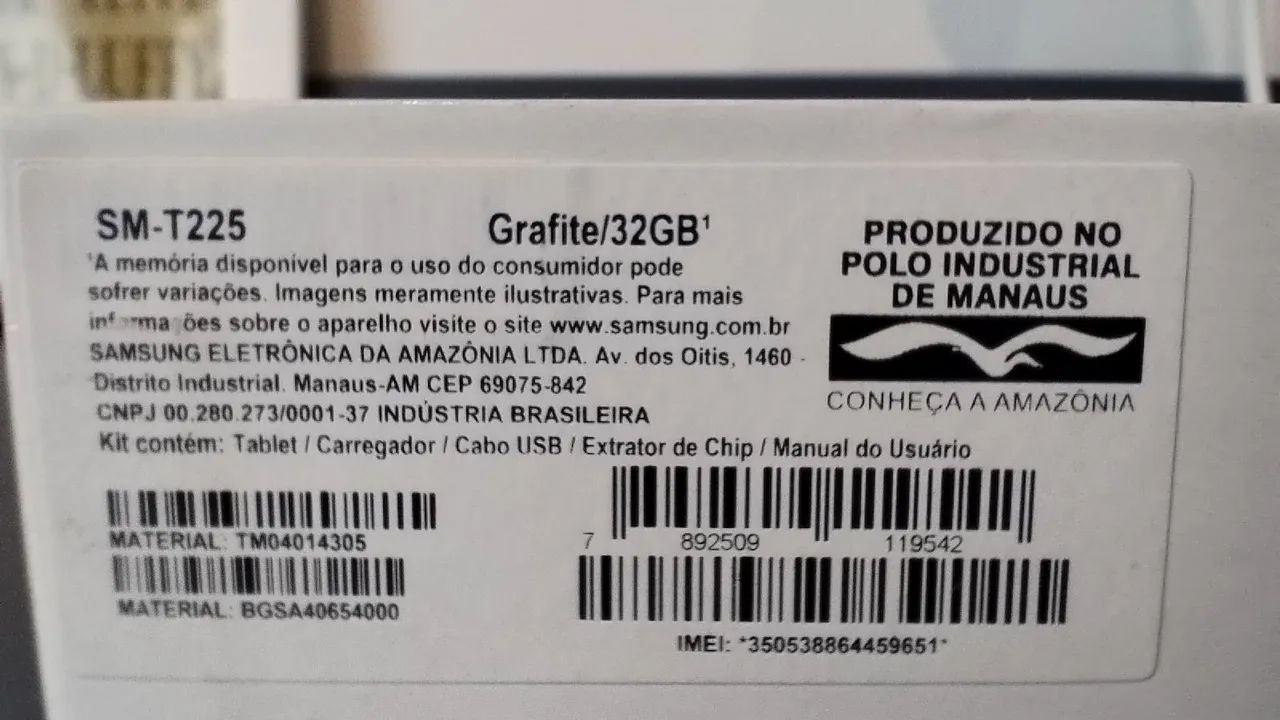 SM-T225 Grafite/32GB¹
¹A memória disponível para o uso do consumidor pode
sofrer variações. Imagens meramente ilustrativas. Para mais
informações sobre o aparelho visite o site www.samsung.com.br
SAMSUNG ELETRÔNICA DA AMAZÔNIA LTDA. Av. dos Oitis, 1460 -
Distrito Industrial. Manaus-AM CEP 69075-842
CNPJ 00.280.273/0001-37 INDÚSTRIA BRASILEIRA
Kit contém: Tablet / Carregador / Cabo USB / Extrator de Chip / Manual do Usuário
PRODUZIDO NO
POLO INDUSTRIAL
DE MANAUS
CONHEÇA A AMAZÔNIA
MATERIAL: TM04014305
MATERIAL: BGSA40654000
7 892509 119542
IMEI: *350538864459651*